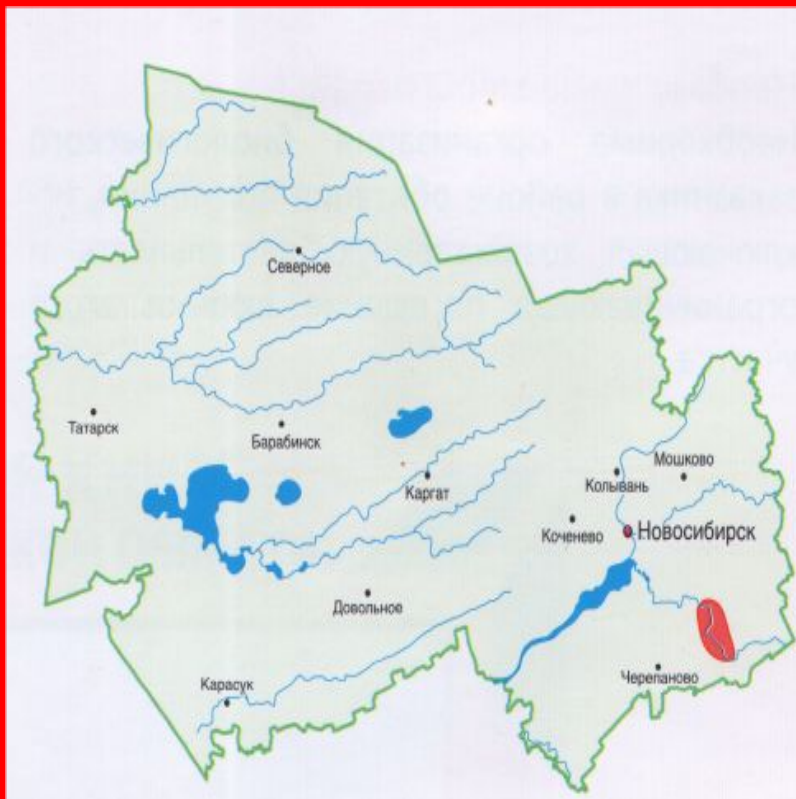 Северное
Татарск
Барабинск
Каргат
Колывань
Мошково
Коченево
Новосибирск
Довольное
Черепаново
Карасук